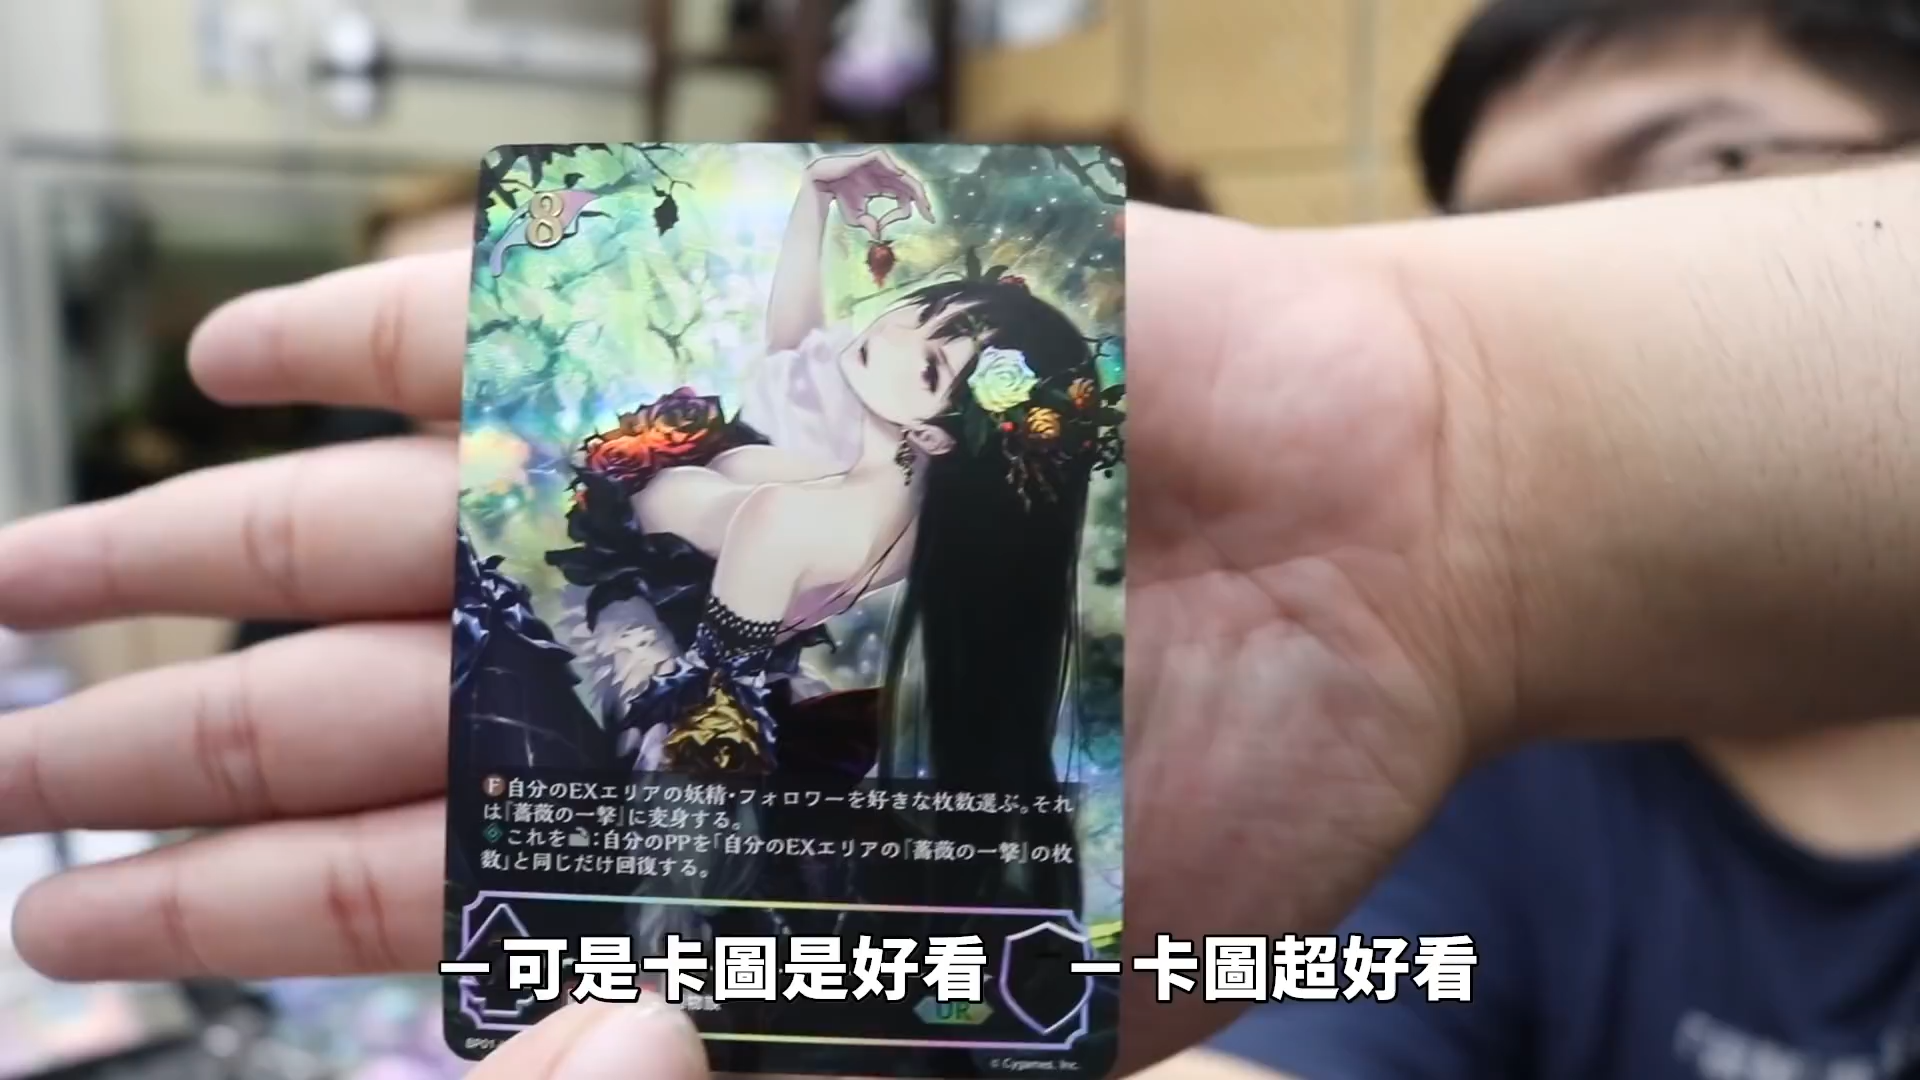 8
F自分のEXエリアの妖精・フォロワーを好きな枚数選ぶ。それ
は『薔薇の一撃』に変身する。
これを:自分のPPを「自分のEXエリアの『薔薇の一撃』の枚
数」と同じだけ回復する。
－可是卡圖是好看 －卡圖超好看
UR
BP01
© Cygames, Inc.